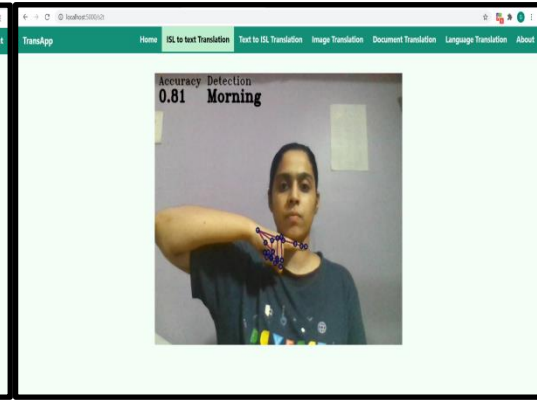 localhost:5000/s2t
TransApp Home ISL to text Translation Text to ISL Translation Image Translation Document Translation Language Translation About
Accuracy Detection
0.81 Morning